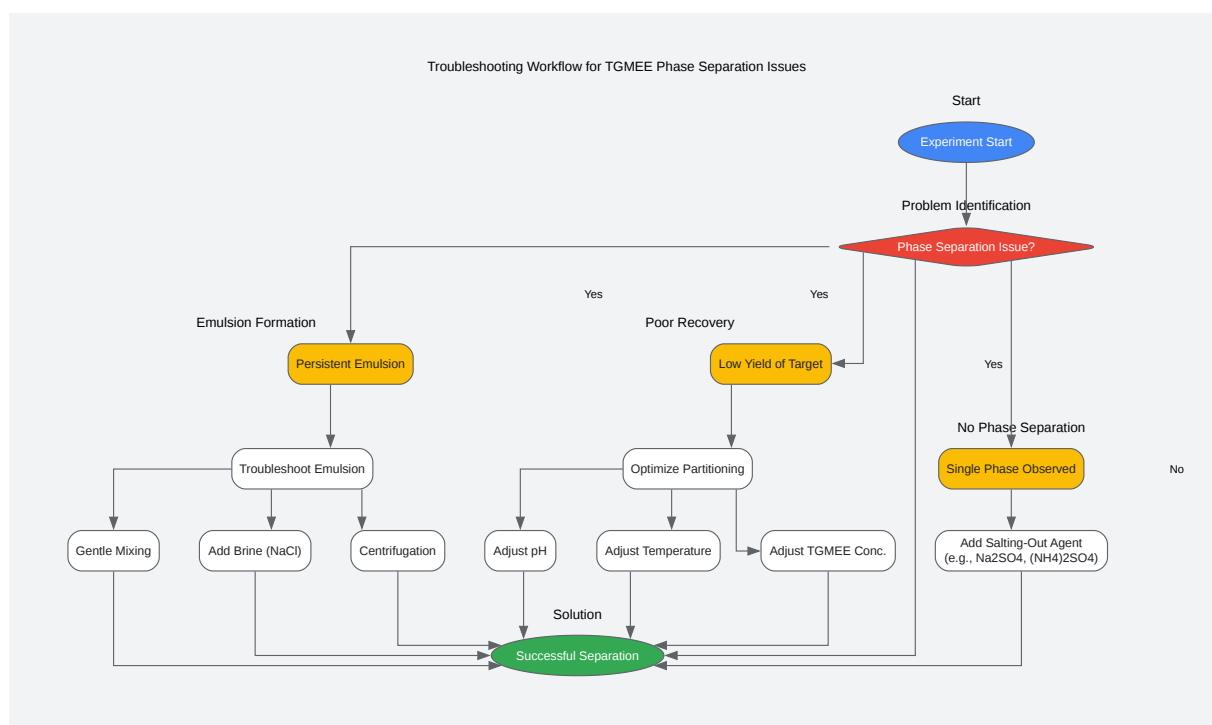 Troubleshooting Workflow for TGMEE Phase Separation Issues
Start
Experiment Start
Problem Identification
Phase Separation Issue?
Yes
Yes
Emulsion Formation
Poor Recovery
Persistent Emulsion
Low Yield of Target
Yes
No Phase Separation
Troubleshoot Emulsion
Optimize Partitioning
Single Phase Observed
No
Gentle Mixing
Add Brine (NaCl)
Centrifugation
Adjust pH
Adjust Temperature
Adjust TGMEE Conc.
Add Salting-Out Agent
(e.g., Na2SO4, (NH4)2SO4)
Solution
Successful Separation